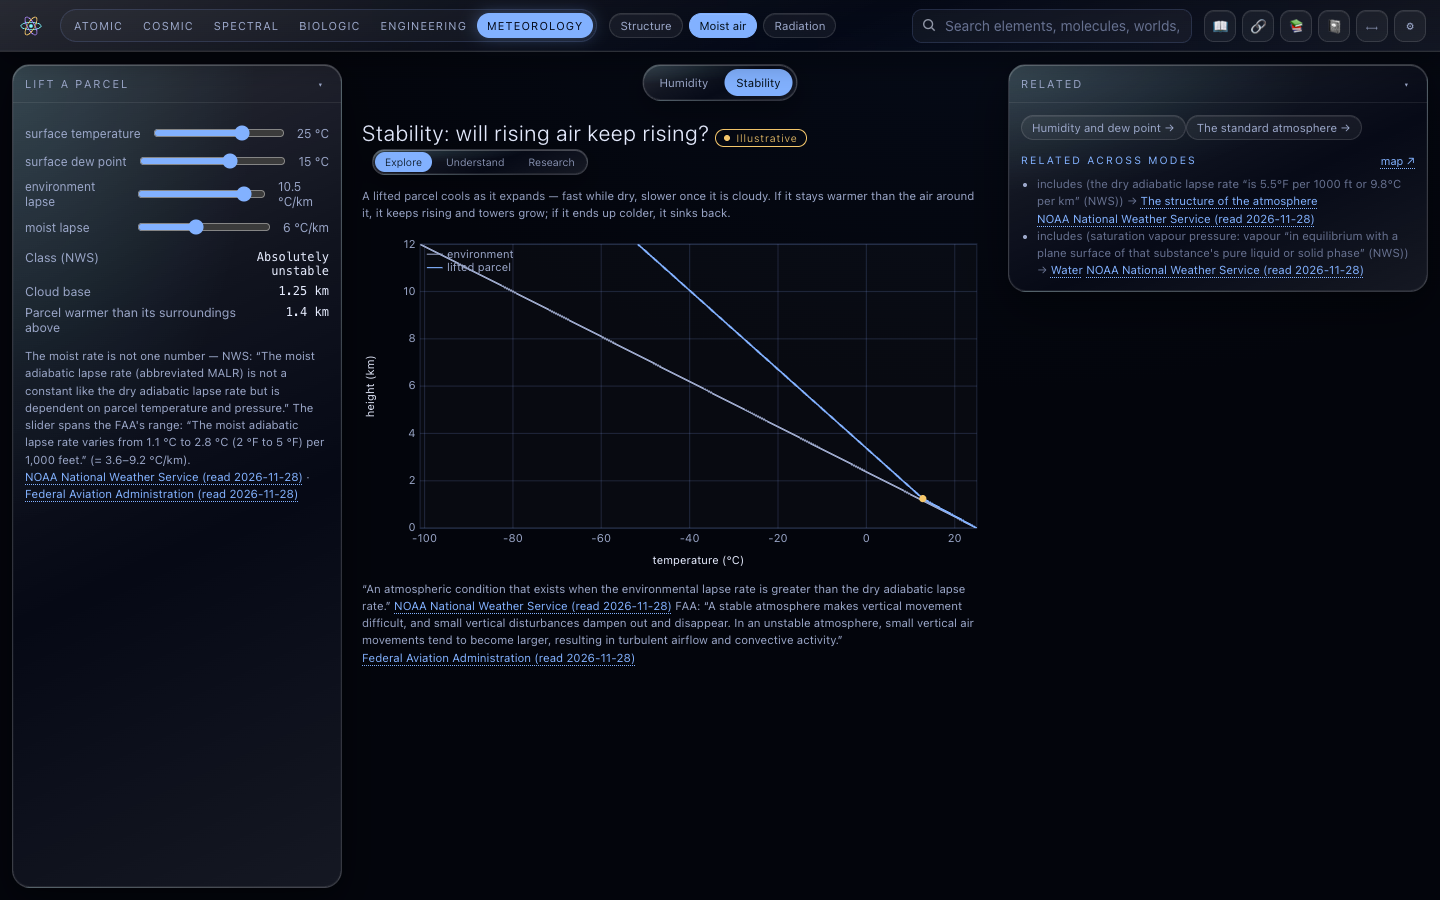 ATOMIC COSMIC SPECTRAL BIOLOGIC ENGINEERING METEOROLOGY Structure Moist air Radiation Search elements, molecules, worlds,
LIFT A PARCEL
surface temperature 25 °C
surface dew point 15 °C
environment lapse 10.5 °C/km
moist lapse 6 °C/km
Class (NWS) Absolutely unstable
Cloud base 1.25 km
Parcel warmer than its surroundings above 1.4 km
The moist rate is not one number — NWS: “The moist
adiabatic lapse rate (abbreviated MALR) is not a
constant like the dry adiabatic lapse rate but is
dependent on parcel temperature and pressure.” The
slider spans the FAA's range: “The moist adiabatic
lapse rate varies from 1.1 °C to 2.8 °C (2 °F to 5 °F) per
1,000 feet.” (= 3.6–9.2 °C/km).
NOAA National Weather Service (read 2026-11-28) ·
Federal Aviation Administration (read 2026-11-28)
Humidity Stability
Stability: will rising air keep rising? Illustrative
Explore Understand Research
A lifted parcel cools as it expands — fast while dry, slower once it is cloudy. If it stays warmer than the air around
it, it keeps rising and towers grow; if it ends up colder, it sinks back.
environment
lifted parcel
12
10
8
6
4
2
0
height (km)
-100 -80 -60 -40 -20 0 20
temperature (°C)
“An atmospheric condition that exists when the environmental lapse rate is greater than the dry adiabatic lapse
rate.” NOAA National Weather Service (read 2026-11-28) FAA: “A stable atmosphere makes vertical movement
difficult, and small vertical disturbances dampen out and disappear. In an unstable atmosphere, small vertical air
movements tend to become larger, resulting in turbulent airflow and convective activity.”
Federal Aviation Administration (read 2026-11-28)
RELATED
Humidity and dew point → The standard atmosphere →
RELATED ACROSS MODES map ↗
includes (the dry adiabatic lapse rate “is 5.5°F per 1000 ft or 9.8°C
per km” (NWS)) → The structure of the atmosphere
NOAA National Weather Service (read 2026-11-28)
includes (saturation vapour pressure: vapour “in equilibrium with a
plane surface of that substance's pure liquid or solid phase” (NWS))
→ Water NOAA National Weather Service (read 2026-11-28)